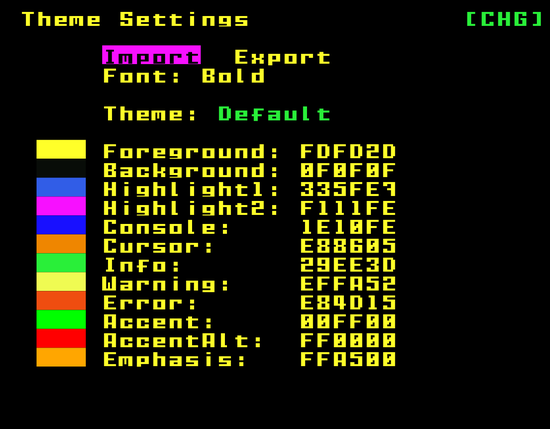 Theme Settings [CHG]
Import Export
Font: Bold
Theme: Default
Foreground: FDFD2D
Background: 0F0F0F
Highlight1: 335FE9
Highlight2: F111FE
Console: 1E10FE
Cursor: E88605
Info: 29EE3D
Warning: EFFA52
Error: E84D15
Accent: 00FF00
AccentAlt: FF0000
Emphasis: FFA500